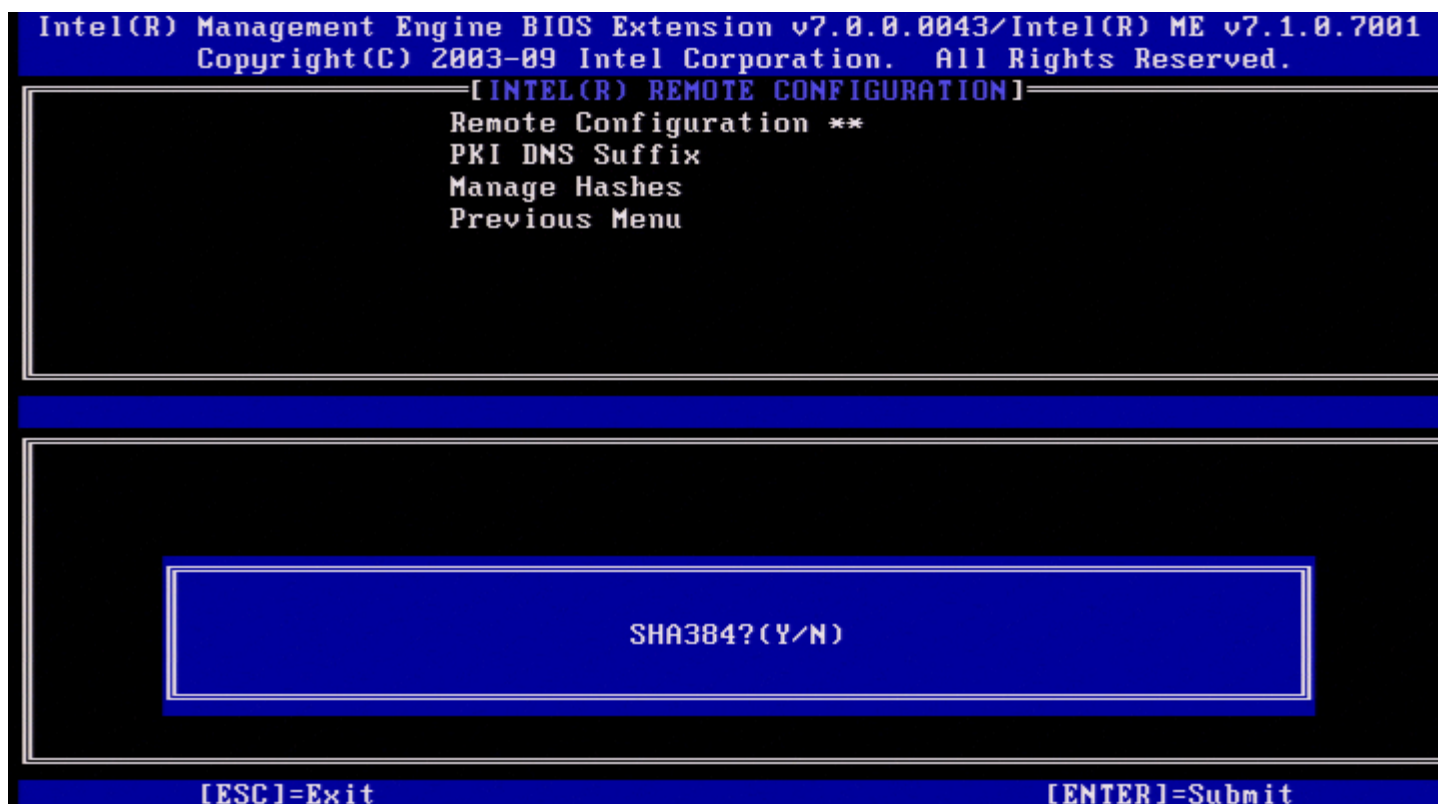 Intel(R) Management Engine BIOS Extension v7.0.0.0043/Intel(R) ME v7.1.0.7001
Copyright(C) 2003-09 Intel Corporation. All Rights Reserved.
[INTEL(R) REMOTE CONFIGURATION]
Remote Configuration **
PKI DNS Suffix
Manage Hashes
Previous Menu
SHA384?(Y/N)
[ESC]=Exit [ENTER]=Submit